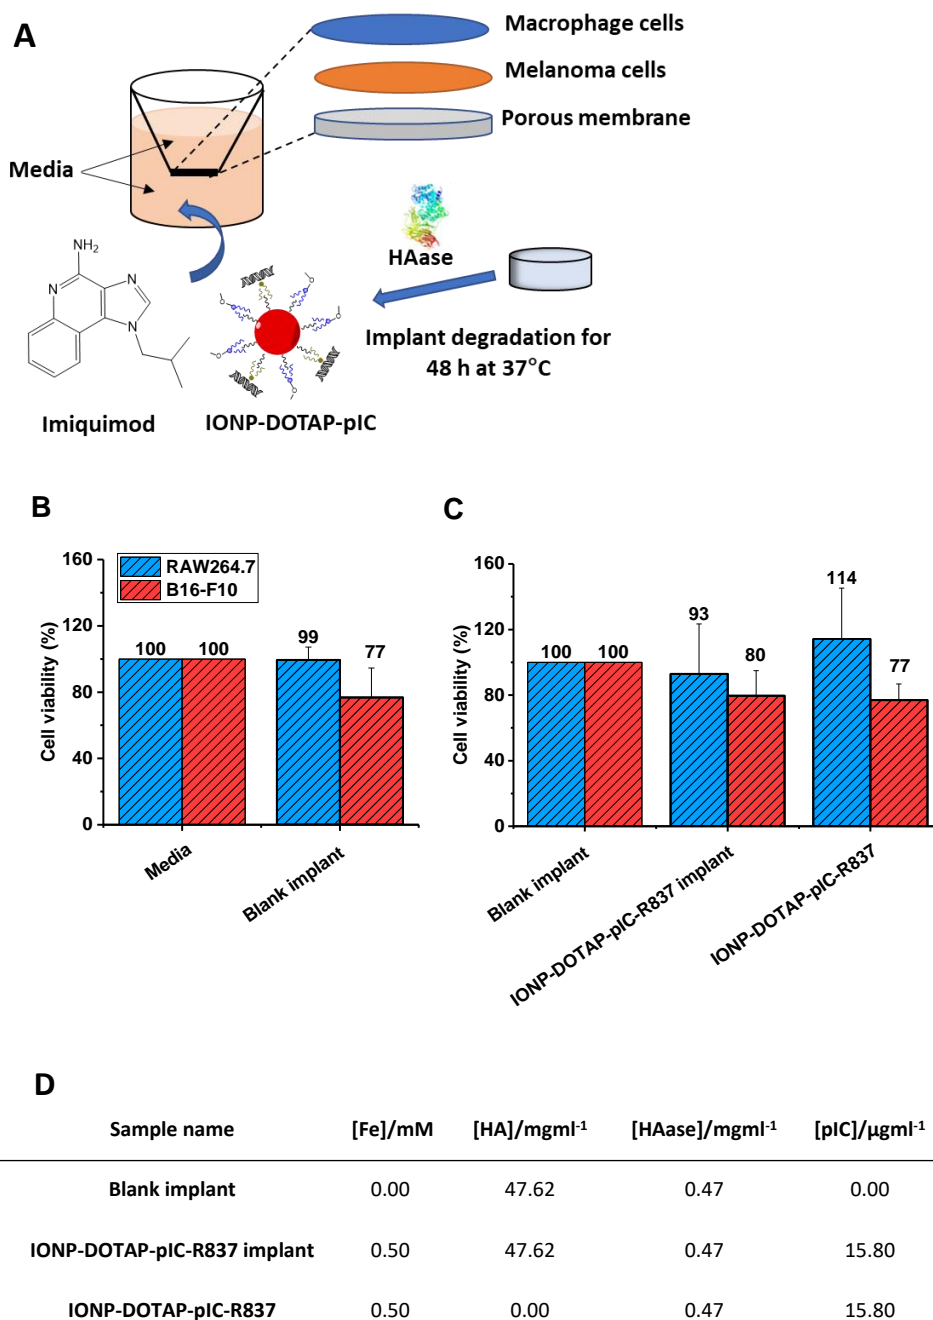 A
Macrophage cells
Melanoma cells
Porous membrane
Media
HAase
NH₂
N
N
N
O
O
O
O
O
Implant degradation for
48 h at 37°C
Imiquimod
IONP-DOTAP-pIC
B
160
120
80
40
0
Cell viability (%)
RAW264.7
B16-F10
100
100
99
77
Media
Blank implant
C
160
120
80
40
0
Cell viability (%)
100
100
93
80
114
77
Blank implant
IONP-DOTAP-pIC-R837 implant
IONP-DOTAP-pIC-R837
D
Sample name [Fe]/mM [HA]/mgml⁻¹ [HAase]/mgml⁻¹ [pIC]/µgml⁻¹
Blank implant 0.00 47.62 0.47 0.00
IONP-DOTAP-pIC-R837 implant 0.50 47.62 0.47 15.80
IONP-DOTAP-pIC-R837 0.50 0.00 0.47 15.80